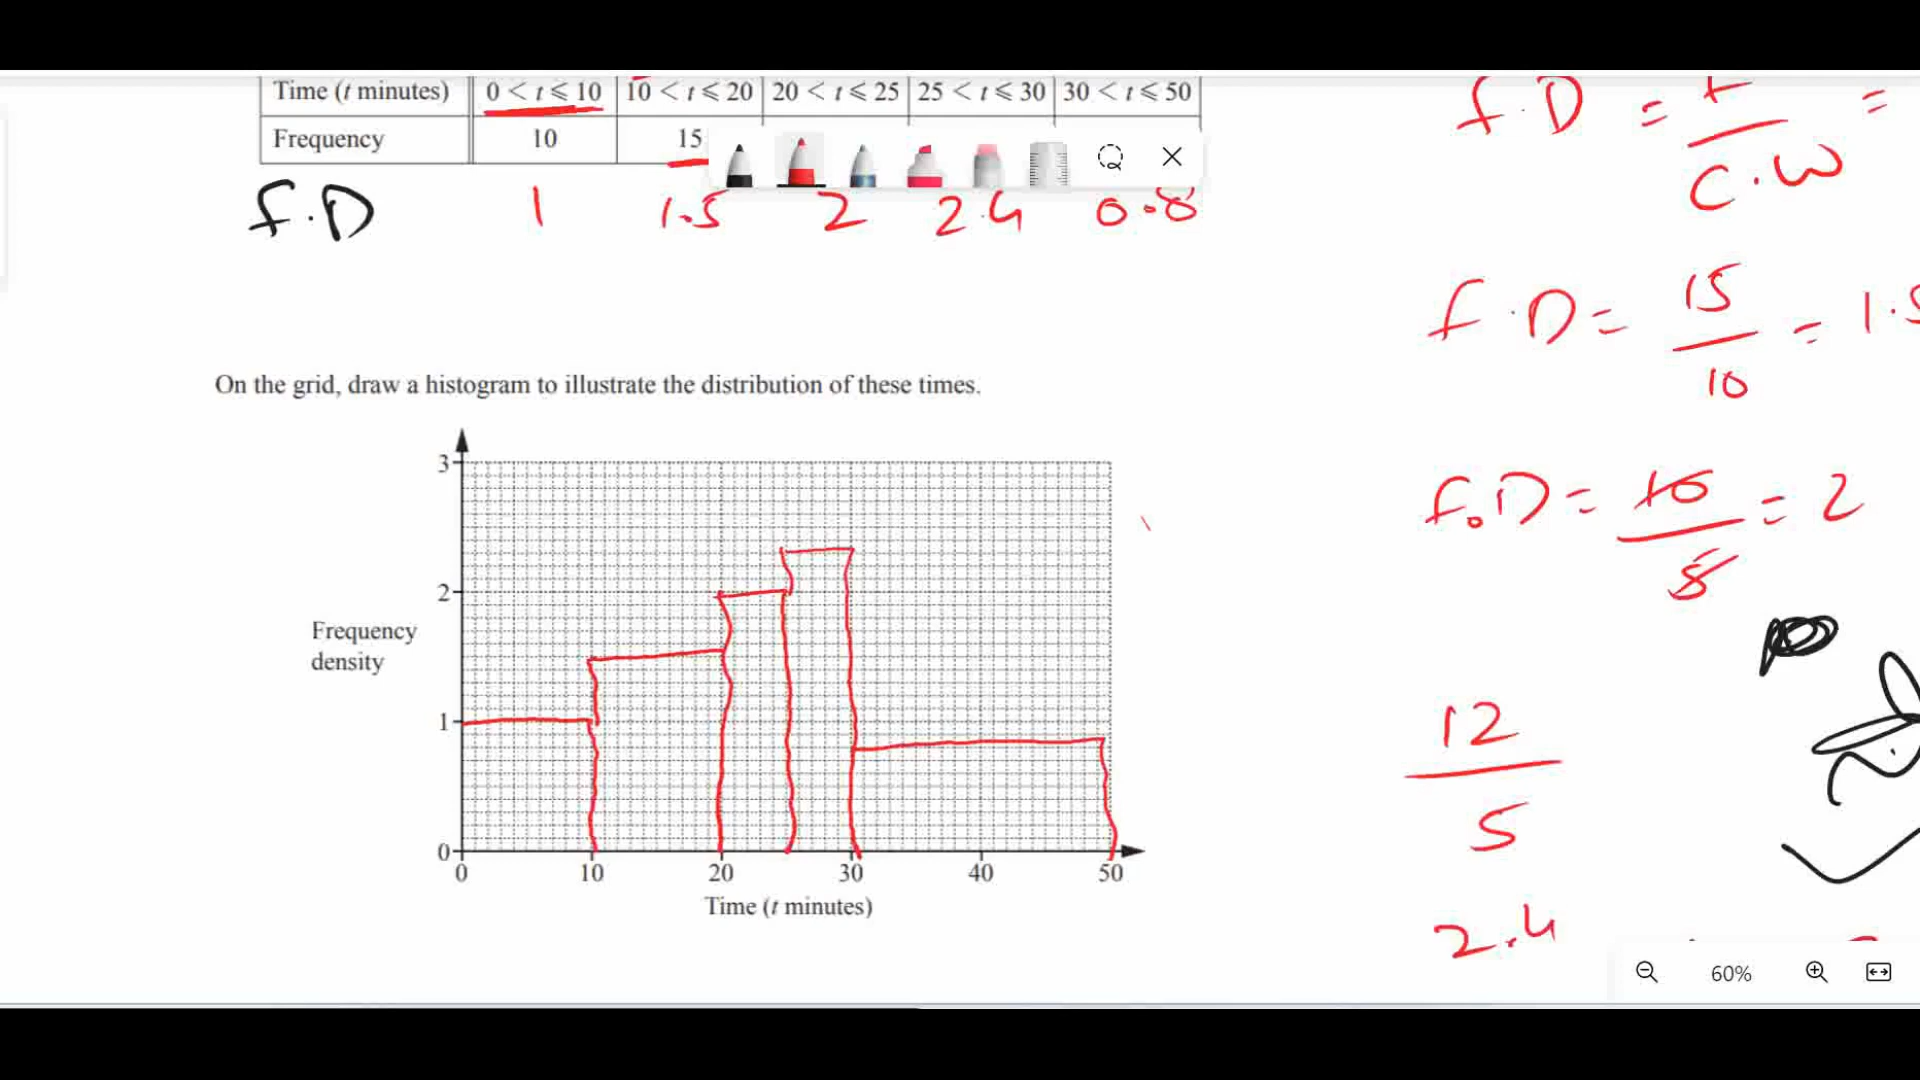 Time (t minutes) 0 < t ⩽ 10 10 < t ⩽ 20 20 < t ⩽ 25 25 < t ⩽ 30 30 < t ⩽ 50
Frequency 10 15
f.D 1 1.5 2 2.4 0.8
f.D = f/C.W =
f.D = 15/10 = 1.5
On the grid, draw a histogram to illustrate the distribution of these times.
f.D = 10/5 = 2
3
2
1
0
Frequency
density
0 10 20 30 40 50
Time (t minutes)
12
5
2.4
60%